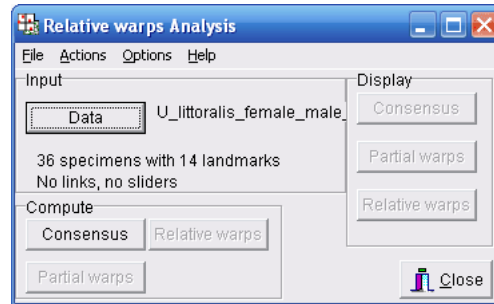 Relative warps Analysis
File Actions Options Help
Input
Data U_littoralis_female_male_
36 specimens with 14 landmarks
No links, no sliders
Display
Consensus
Partial warps
Relative warps
Compute
Consensus Relative warps
Partial warps
Close